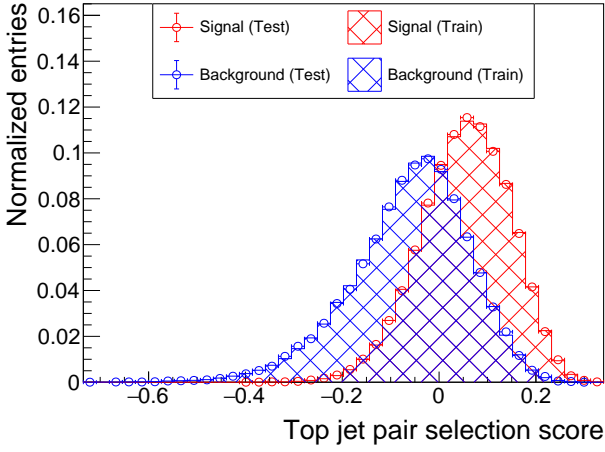 Normalized entries
0.16
0.14
0.12
0.1
0.08
0.06
0.04
0.02
0
Signal (Test)
Signal (Train)
Background (Test)
Background (Train)
−0.6
−0.4
−0.2
0
0.2
Top jet pair selection score